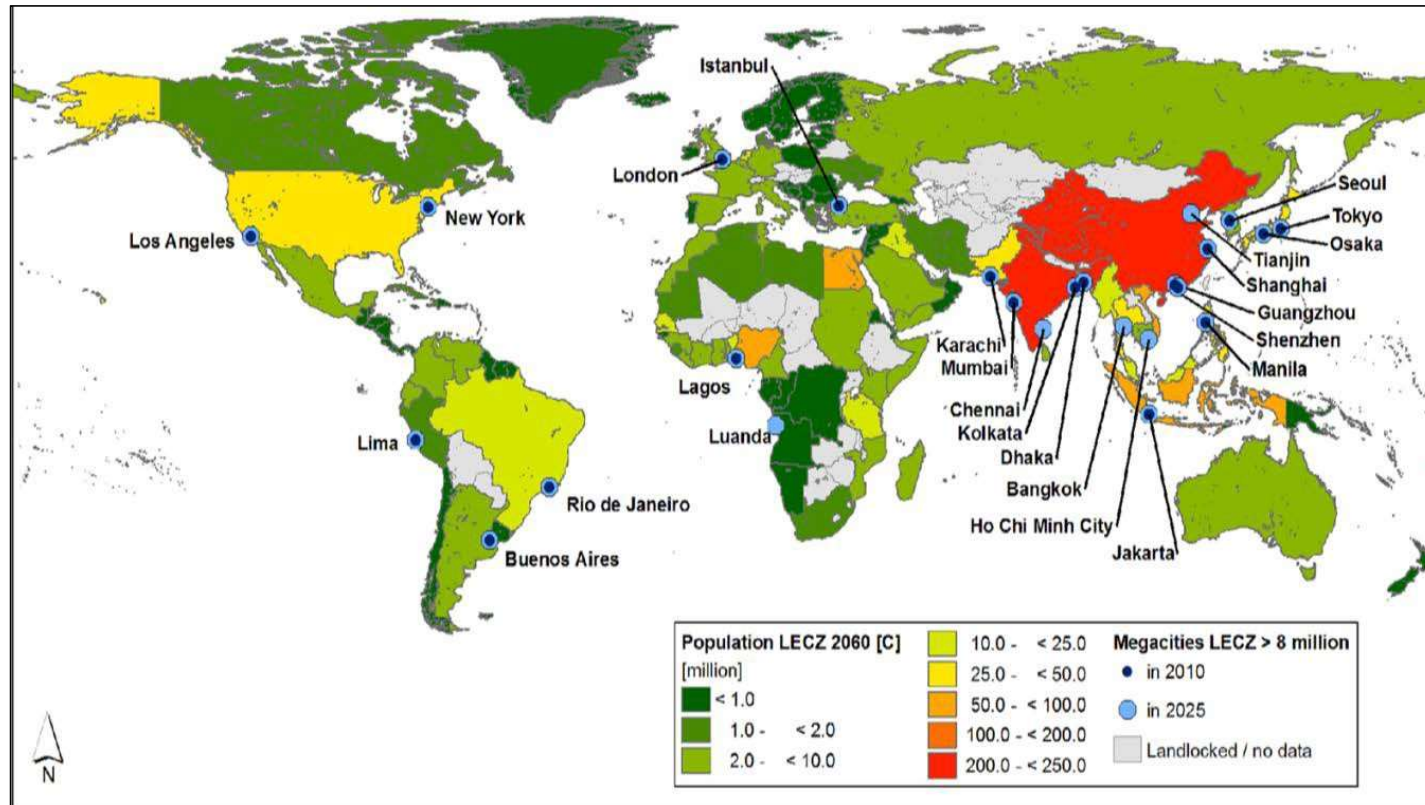 Istanbul
London
Seoul
New York
Tokyo
Los Angeles
Osaka
Tianjin
Shanghai
Guangzhou
Shenzhen
Karachi
Mumbai
Manila
Lagos
Chennai
Kolkata
Luanda
Lima
Dhaka
Bangkok
Rio de Janeiro
Ho Chi Minh City
Jakarta
Buenos Aires
Population LECZ 2060 [C]
[million]
< 1.0
1.0 - < 2.0
2.0 - < 10.0
10.0 - < 25.0
25.0 - < 50.0
50.0 - < 100.0
100.0 - < 200.0
200.0 - < 250.0
Megacities LECZ > 8 million
in 2010
in 2025
Landlocked / no data
N